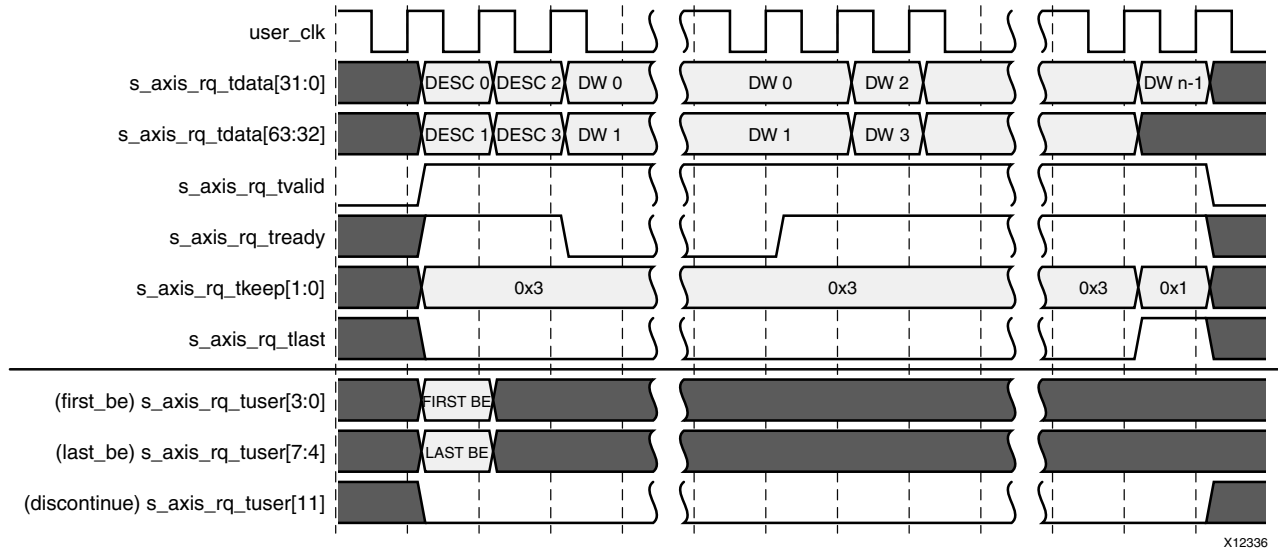 user_clk
s_axis_rq_tdata[31:0] DESC 0 DESC 2 DW 0 DW 0 DW 2 DW n-1
s_axis_rq_tdata[63:32] DESC 1 DESC 3 DW 1 DW 1 DW 3
s_axis_rq_tvalid
s_axis_rq_tready
s_axis_rq_tkeep[1:0] 0x3 0x3 0x3 0x1
s_axis_rq_tlast
(first_be) s_axis_rq_tuser[3:0] FIRST BE
(last_be) s_axis_rq_tuser[7:4] LAST BE
(discontinue) s_axis_rq_tuser[11]
X12336